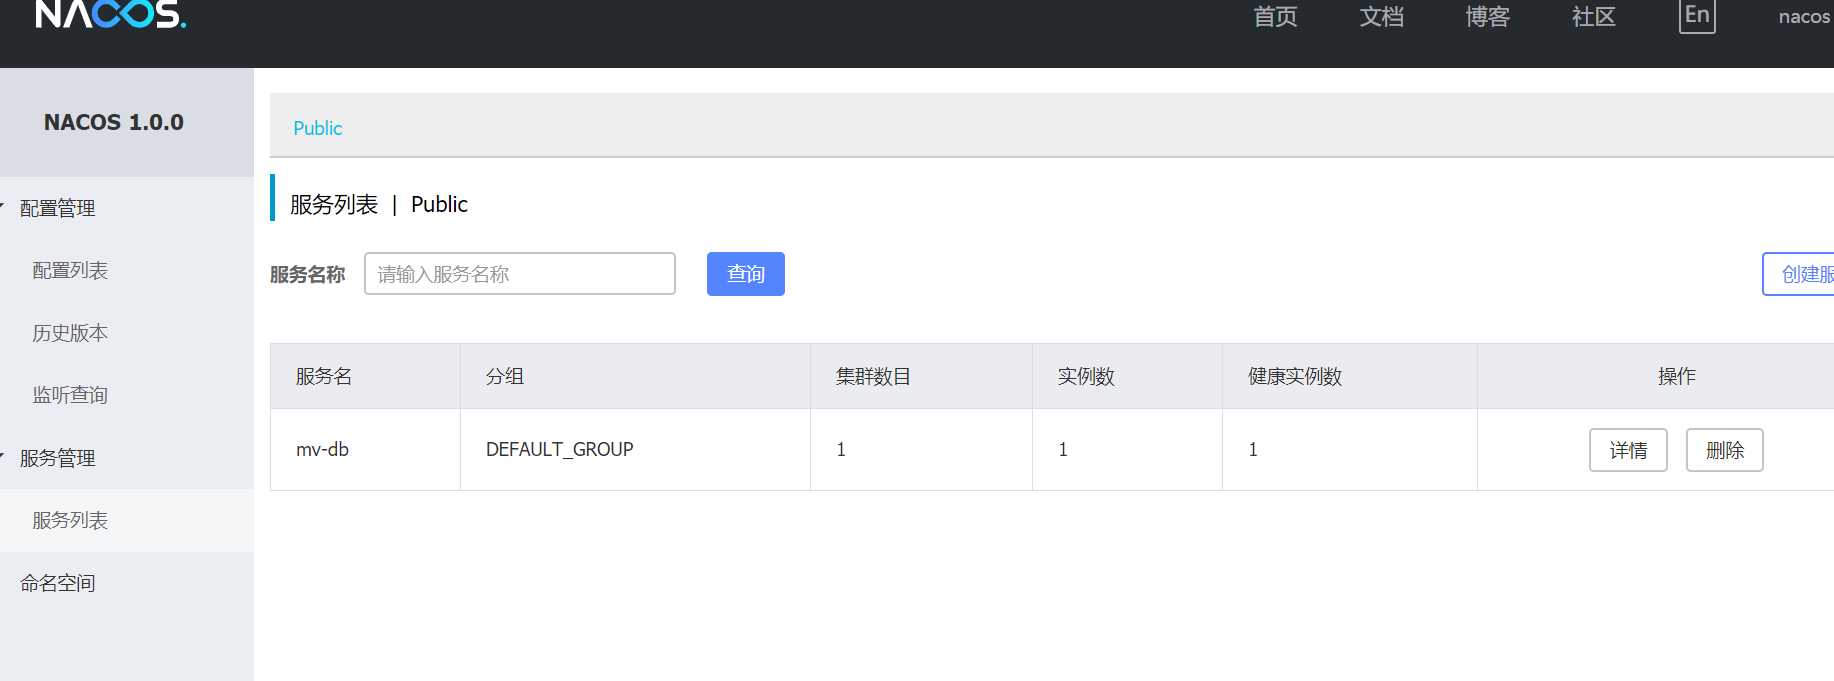 NACOS.
首页 文档 博客 社区 En nacos
NACOS 1.0.0
配置管理
配置列表
历史版本
监听查询
服务管理
服务列表
命名空间
Public
服务列表 | Public
服务名称 请输入服务名称 查询 创建服
服务名 分组 集群数目 实例数 健康实例数 操作
mv-db DEFAULT_GROUP 1 1 1 详情 删除